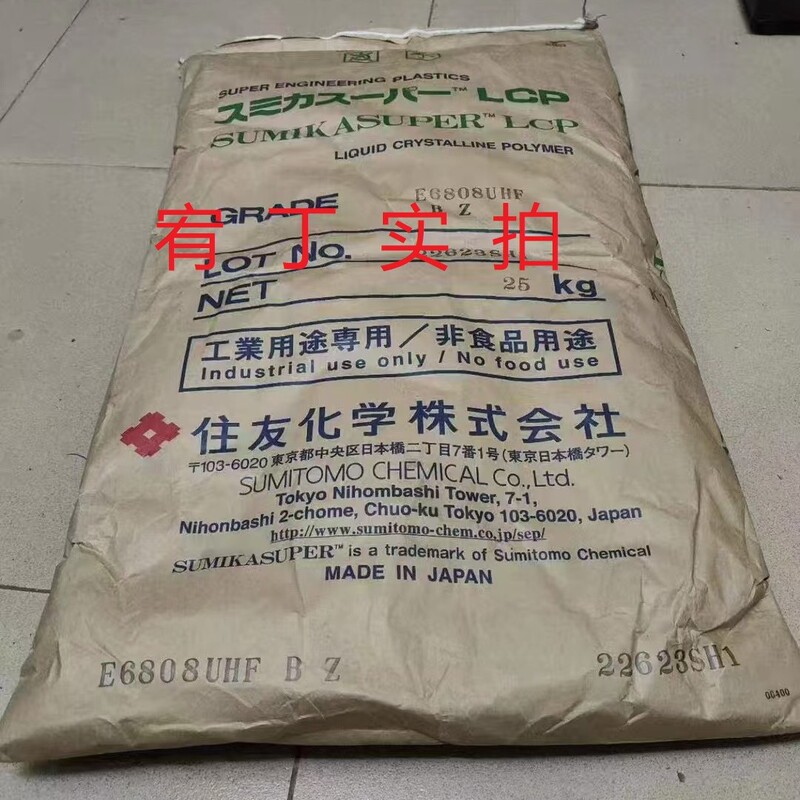 SUPER ENGINEERING PLASTICS
スミカスーパー™ LCP
SUMIKASUPER™ LCP
LIQUID CRYSTALLINE POLYMER
GRADE E6808UHF
B Z
宥丁实拍
LOT No. 22623SH1
NET 25 kg
工業用途専用/非食品用途
Industrial use only / No food use
住友化学株式会社
〒103-6020 東京都中央区日本橋二丁目7番1号(東京日本橋タワー)
SUMITOMO CHEMICAL Co.,Ltd.
Tokyo Nihombashi Tower, 7-1,
Nihonbashi 2-chome, Chuo-ku Tokyo 103-6020, Japan
http://www.sumitomo-chem.co.jp/sep/
SUMIKASUPER™ is a trademark of Sumitomo Chemical
MADE IN JAPAN
E6808UHF B Z 22623SH1
06400